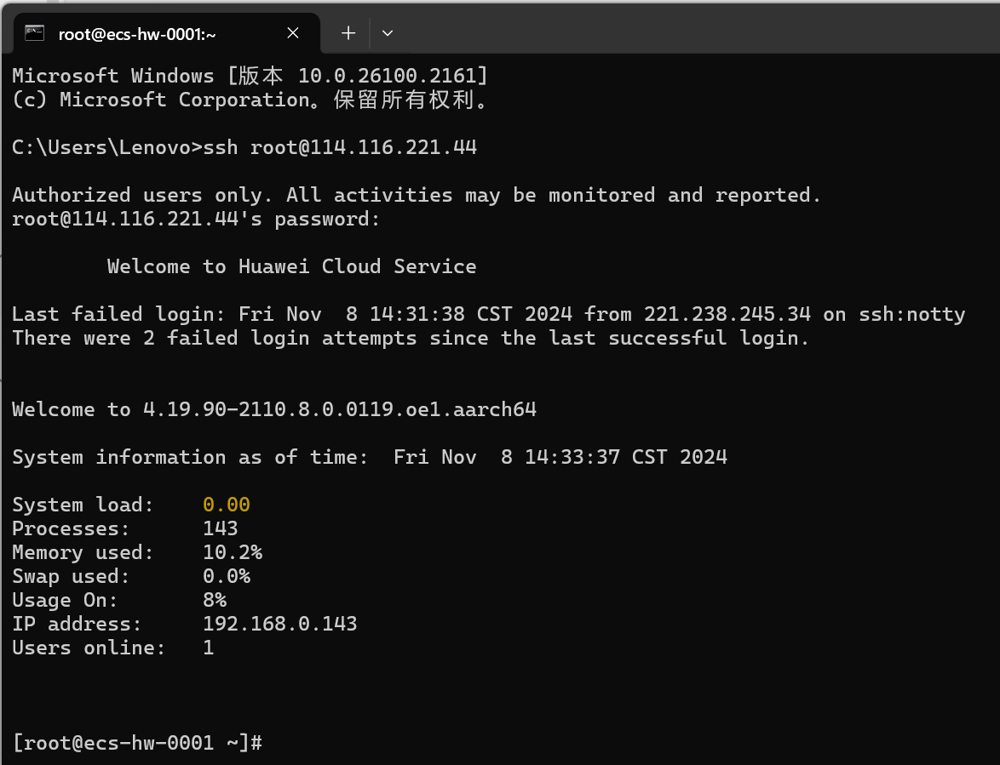 root@ecs-hw-0001:~
Microsoft Windows [版本 10.0.26100.2161]
(c) Microsoft Corporation。保留所有权利。
C:\Users\Lenovo>ssh root@114.116.221.44
Authorized users only. All activities may be monitored and reported.
root@114.116.221.44's password:
Welcome to Huawei Cloud Service
Last failed login: Fri Nov  8 14:31:38 CST 2024 from 221.238.245.34 on ssh:notty
There were 2 failed login attempts since the last successful login.
Welcome to 4.19.90-2110.8.0.0119.oe1.aarch64
System information as of time:  Fri Nov  8 14:33:37 CST 2024
System load:    0.00
Processes:      143
Memory used:    10.2%
Swap used:      0.0%
Usage On:       8%
IP address:     192.168.0.143
Users online:   1
[root@ecs-hw-0001 ~]#